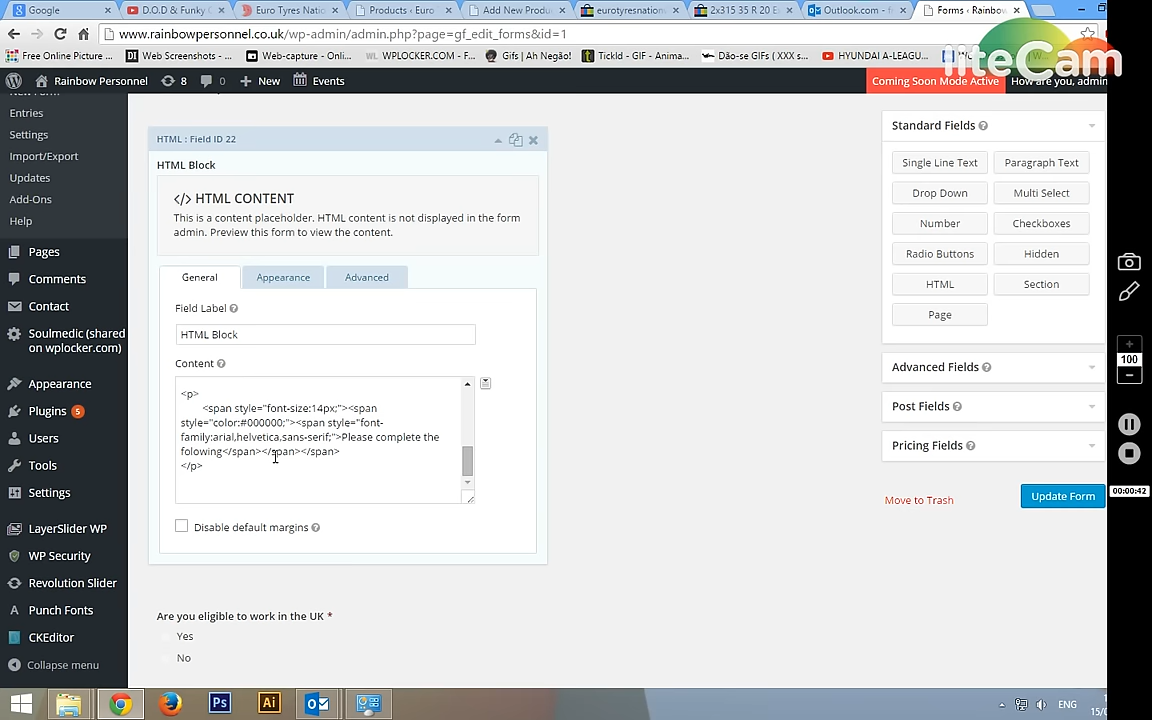 Google
D.O.D & Funky C
Euro Tyres Natio
Products ‹ Euro
Add New Produc
eurotyresnation
2x315 35 R 20 E
Outlook.com - f
Forms ‹ Rainbow
www.rainbowpersonnel.co.uk/wp-admin/admin.php?page=gf_edit_forms&id=1
Free Online Picture ...
Web Screenshots - ...
Web-capture - Onli...
WPLOCKER.COM - F...
Gifs | Ah Negão!
TickId - GIF - Anima...
Dão-se GIFs ( XXX s...
HYUNDAI A-LEAGU...
liteCam
Rainbow Personnel
8
0
New
Events
Coming Soon Mode Active
How are you, admin
New Form
Entries
Settings
Import/Export
Updates
Add-Ons
Help
Pages
Comments
Contact
Soulmedic (shared
on wplocker.com)
Appearance
Plugins 5
Users
Tools
Settings
LayerSlider WP
WP Security
Revolution Slider
Punch Fonts
CKEditor
Collapse menu
HTML : Field ID 22
HTML Block
</> HTML CONTENT
This is a content placeholder. HTML content is not displayed in the form
admin. Preview this form to view the content.
General
Appearance
Advanced
Field Label
HTML Block
Content
<p>
<span style="font-size:14px;"><span
style="color:#000000;"><span style="font-
family:arial,helvetica,sans-serif;">Please complete the
folowing</span></span></span>
</p>
Disable default margins
Are you eligible to work in the UK *
Yes
No
Standard Fields
Single Line Text
Paragraph Text
Drop Down
Multi Select
Number
Checkboxes
Radio Buttons
Hidden
HTML
Section
Page
Advanced Fields
Post Fields
Pricing Fields
Move to Trash
Update Form
100
00:00:42
Ps
Ai
ENG
15/0